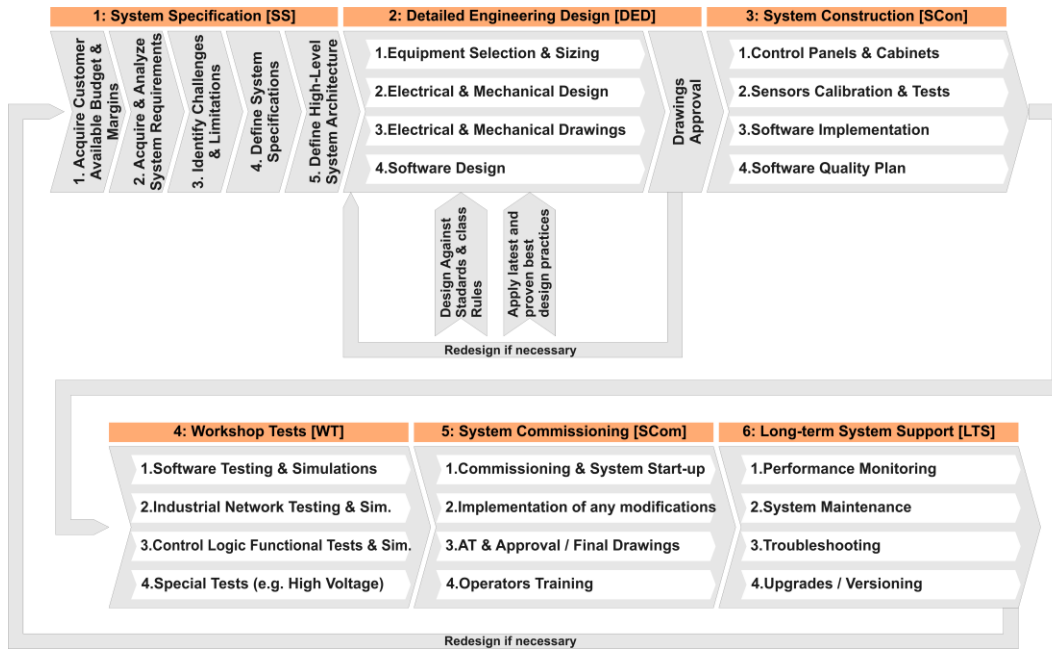 1: System Specification [SS]
2: Detailed Engineering Design [DED]
3: System Construction [SCon]
1. Acquire Customer
Available Budget &
Margins
2. Acquire & Analyze
System Requirements
3. Identify Challenges
& Limitations
4. Define System
Specifications
5. Define High-Level
System Architecture
1.Equipment Selection & Sizing
2.Electrical & Mechanical Design
3.Electrical & Mechanical Drawings
4.Software Design
Drawings
Approval
1.Control Panels & Cabinets
2.Sensors Calibration & Tests
3.Software Implementation
4.Software Quality Plan
Design Against
Stadards & class
Rules
Apply latest and
proven best
design practices
Redesign if necessary
4: Workshop Tests [WT]
5: System Commissioning [SCom]
6: Long-term System Support [LTS]
1.Software Testing & Simulations
2.Industrial Network Testing & Sim.
3.Control Logic Functional Tests & Sim.
4.Special Tests (e.g. High Voltage)
1.Commissioning & System Start-up
2.Implementation of any modifications
3.AT & Approval / Final Drawings
4.Operators Training
1.Performance Monitoring
2.System Maintenance
3.Troubleshooting
4.Upgrades / Versioning
Redesign if necessary